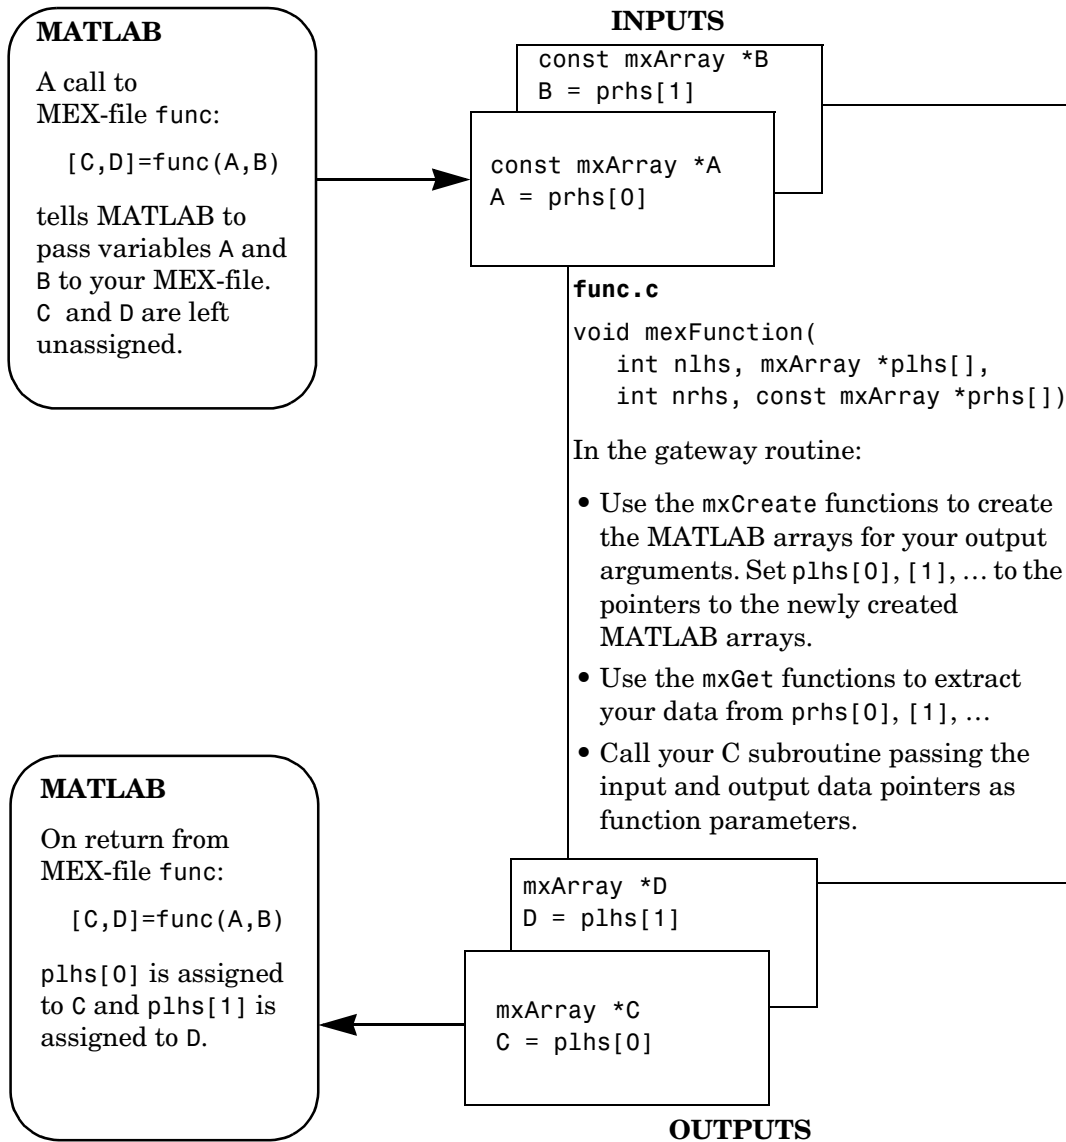 MATLAB
A call to
MEX-file func:
[C,D]=func(A,B)
tells MATLAB to
pass variables A and
B to your MEX-file.
C and D are left
unassigned.
INPUTS
const mxArray *B
B = prhs[1]
const mxArray *A
A = prhs[0]
func.c
void mexFunction(
int nlhs, mxArray *plhs[],
int nrhs, const mxArray *prhs[])
In the gateway routine:
• Use the mxCreate functions to create
the MATLAB arrays for your output
arguments. Set plhs[0], [1], … to the
pointers to the newly created
MATLAB arrays.
• Use the mxGet functions to extract
your data from prhs[0], [1], …
• Call your C subroutine passing the
input and output data pointers as
function parameters.
MATLAB
On return from
MEX-file func:
[C,D]=func(A,B)
plhs[0] is assigned
to C and plhs[1] is
assigned to D.
mxArray *D
D = plhs[1]
mxArray *C
C = plhs[0]
OUTPUTS